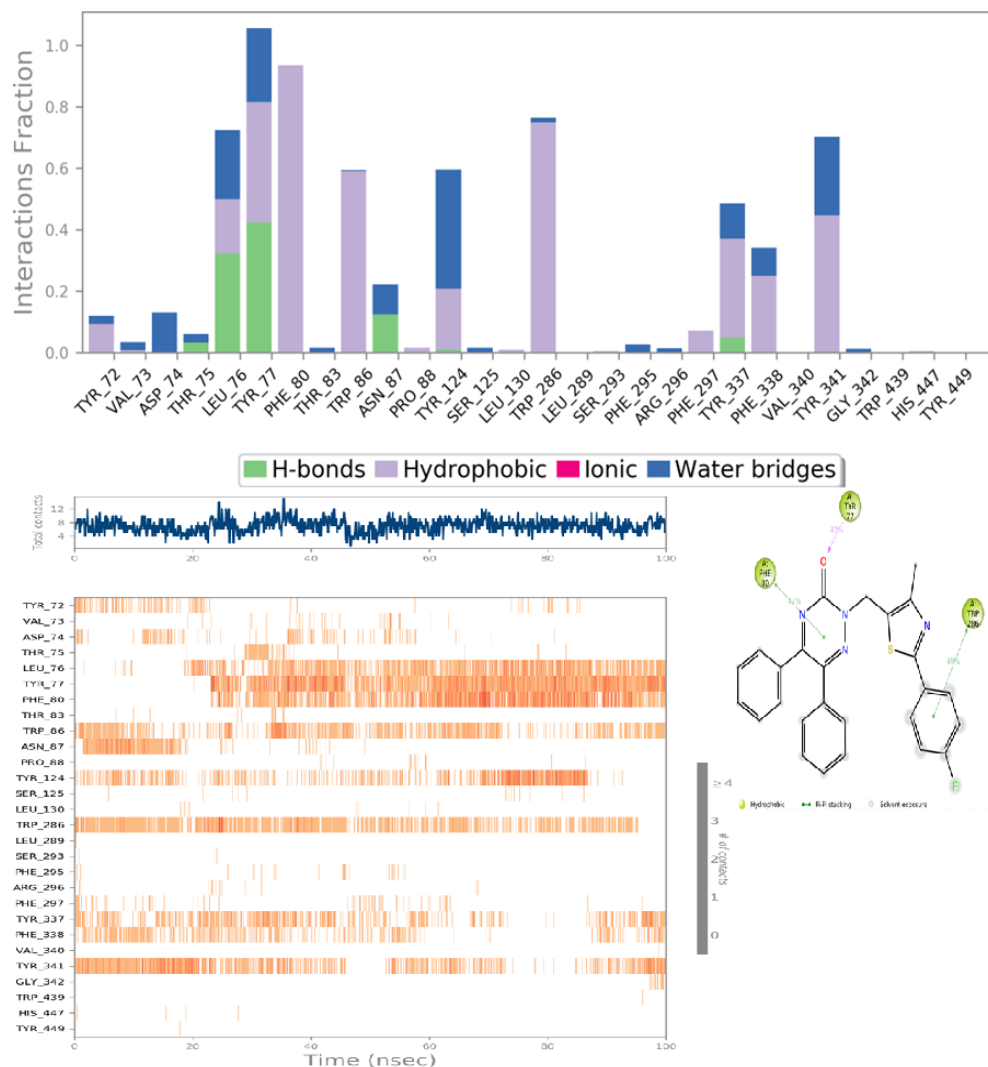 Interactions Fraction
1.0
0.8
0.6
0.4
0.2
0.0
TYR_72
VAL_73
ASP_74
THR_75
LEU_76
TYR_77
PHE_80
THR_83
TRP_86
ASN_87
PRO_88
TYR_124
SER_125
LEU_130
TRP_286
LEU_289
SER_293
PHE_295
ARG_296
PHE_297
TYR_337
PHE_338
VAL_340
TYR_341
GLY_342
TRP_439
HIS_447
TYR_449
H-bonds Hydrophobic Ionic Water bridges
Total contacts
12
8
4
0 20 40 60 80 100
TYR_72
VAL_73
ASP_74
THR_75
LEU_76
TYR_77
PHE_80
THR_83
TRP_86
ASN_87
PRO_88
TYR_124
SER_125
LEU_130
TRP_286
LEU_289
SER_293
PHE_295
ARG_296
PHE_297
TYR_337
PHE_338
VAL_340
TYR_341
GLY_342
TRP_439
HIS_447
TYR_449
0 20 40 60 80 100
Time (nsec)
≥ 4
3
2
1
0
# of contacts
TYR
PHE
TRP
286
O
N
N
N
N
S
F
Hydrophobic Pi-Pi stacking Solvent exposure